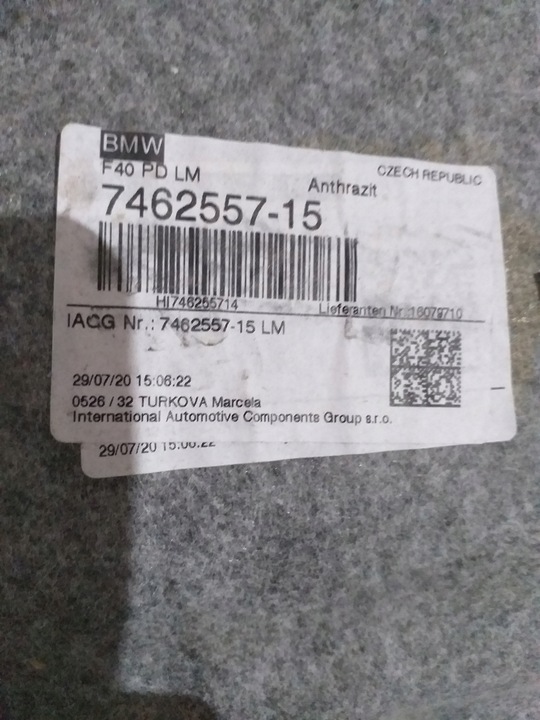 BMW
F40 PD LM
CZECH REPUBLIC
Anthrazit
7462557-15
HI746255714
Lieferanten Nr.:16079710
IACG Nr.: 7462557-15 LM
29/07/20 15:06:22
0526 / 32 TURKOVA Marcela
International Automotive Components Group s.r.o.
29/07/20 15:06:22